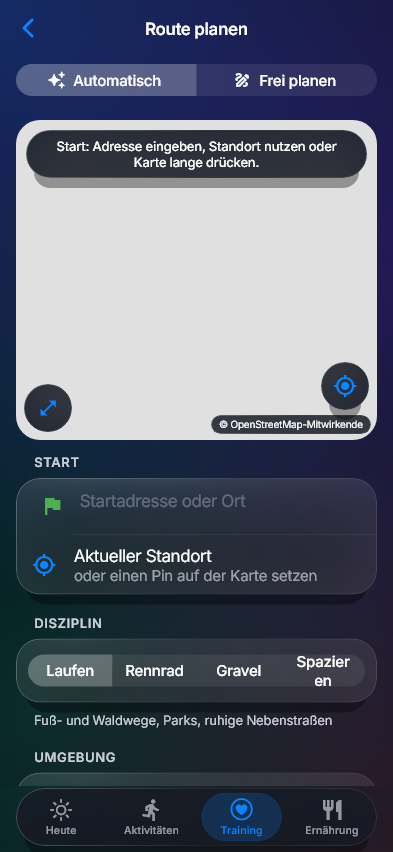 Route planen
Automatisch
Frei planen
Start: Adresse eingeben, Standort nutzen oder
Karte lange drücken.
© OpenStreetMap-Mitwirkende
START
Startadresse oder Ort
Aktueller Standort
oder einen Pin auf der Karte setzen
DISZIPLIN
Laufen
Rennrad
Gravel
Spazier
en
Fuß- und Waldwege, Parks, ruhige Nebenstraßen
UMGEBUNG
Heute
Aktivitäten
Training
Ernährung